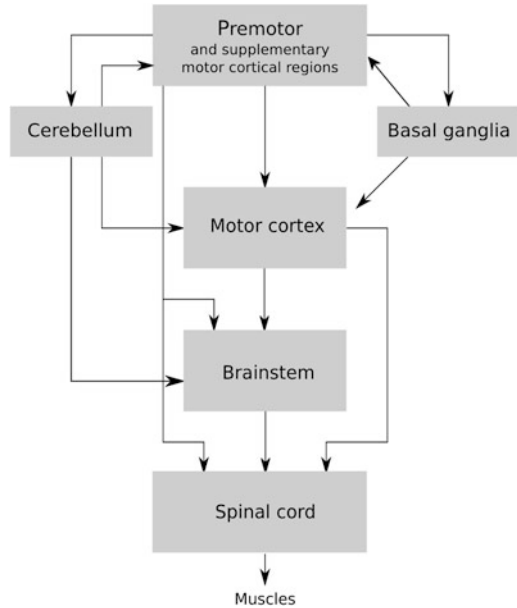 Premotor
and supplementary
motor cortical regions
Cerebellum
Basal ganglia
Motor cortex
Brainstem
Spinal cord
Muscles